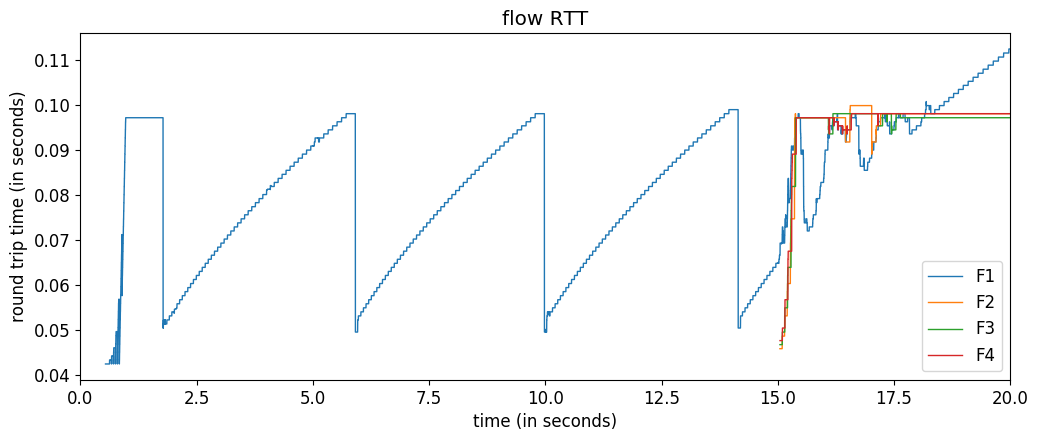 flow RTT
round trip time (in seconds)
0.11
0.10
0.09
0.08
0.07
0.06
0.05
0.04
0.0 2.5 5.0 7.5 10.0 12.5 15.0 17.5 20.0
time (in seconds)
F1
F2
F3
F4